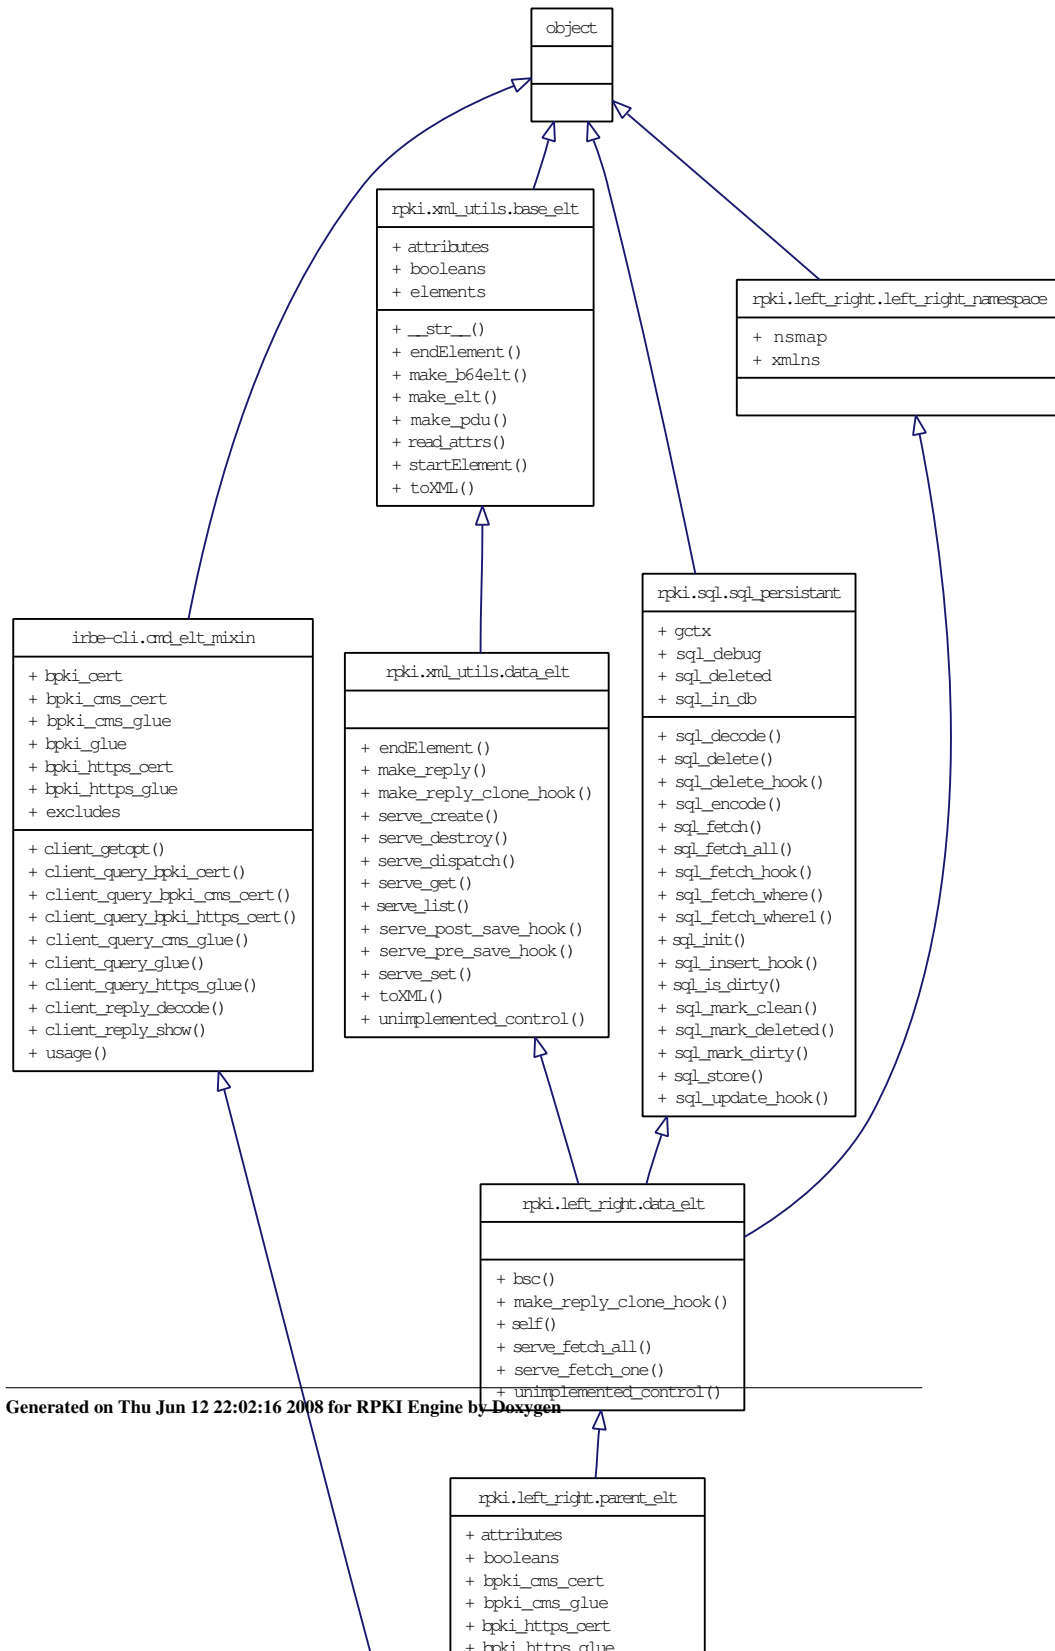 object
rpki.xml_utils.base_elt
+ attributes
+ booleans
+ elements
+ __str__()
+ endElement()
+ make_b64elt()
+ make_elt()
+ make_pdu()
+ read_attrs()
+ startElement()
+ toXML()
rpki.left_right.left_right_namespace
+ nsmap
+ xmlns
rpki.sql.sql_persistant
+ gctx
+ sql_debug
+ sql_deleted
+ sql_in_db
+ sql_decode()
+ sql_delete()
+ sql_delete_hook()
+ sql_encode()
+ sql_fetch()
+ sql_fetch_all()
+ sql_fetch_hook()
+ sql_fetch_where()
+ sql_fetch_where1()
+ sql_init()
+ sql_insert_hook()
+ sql_is_dirty()
+ sql_mark_clean()
+ sql_mark_deleted()
+ sql_mark_dirty()
+ sql_store()
+ sql_update_hook()
irbe-cli.cmd_elt_mixin
+ bpki_cert
+ bpki_cms_cert
+ bpki_cms_glue
+ bpki_glue
+ bpki_https_cert
+ bpki_https_glue
+ excludes
+ client_getopt()
+ client_query_bpki_cert()
+ client_query_bpki_cms_cert()
+ client_query_bpki_https_cert()
+ client_query_cms_glue()
+ client_query_glue()
+ client_query_https_glue()
+ client_reply_decode()
+ client_reply_show()
+ usage()
rpki.xml_utils.data_elt
+ endElement()
+ make_reply()
+ make_reply_clone_hook()
+ serve_create()
+ serve_destroy()
+ serve_dispatch()
+ serve_get()
+ serve_list()
+ serve_post_save_hook()
+ serve_pre_save_hook()
+ serve_set()
+ toXML()
+ unimplemented_control()
rpki.left_right.data_elt
+ bsc()
+ make_reply_clone_hook()
+ self()
+ serve_fetch_all()
+ serve_fetch_one()
+ unimplemented_control()
Generated on Thu Jun 12 22:02:16 2008 for RPKI Engine by Doxygen
rpki.left_right.parent_elt
+ attributes
+ booleans
+ bpki_cms_cert
+ bpki_cms_glue
+ bpki_https_cert
+ bpki_https_glue